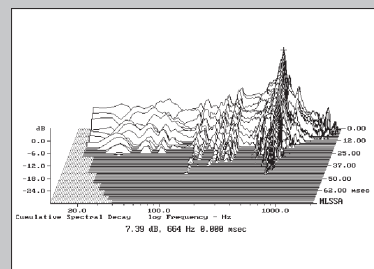 dB
0.0
-6.0
-12.0
-18.0
-24.0
0.00
12.00
25.00
37.00
50.00
62.00 msec
MLSSA
20.0 100.0 1000.0
Cumulative Spectral Decay log Frequency - Hz
7.39 dB, 664 Hz 0.000 msec